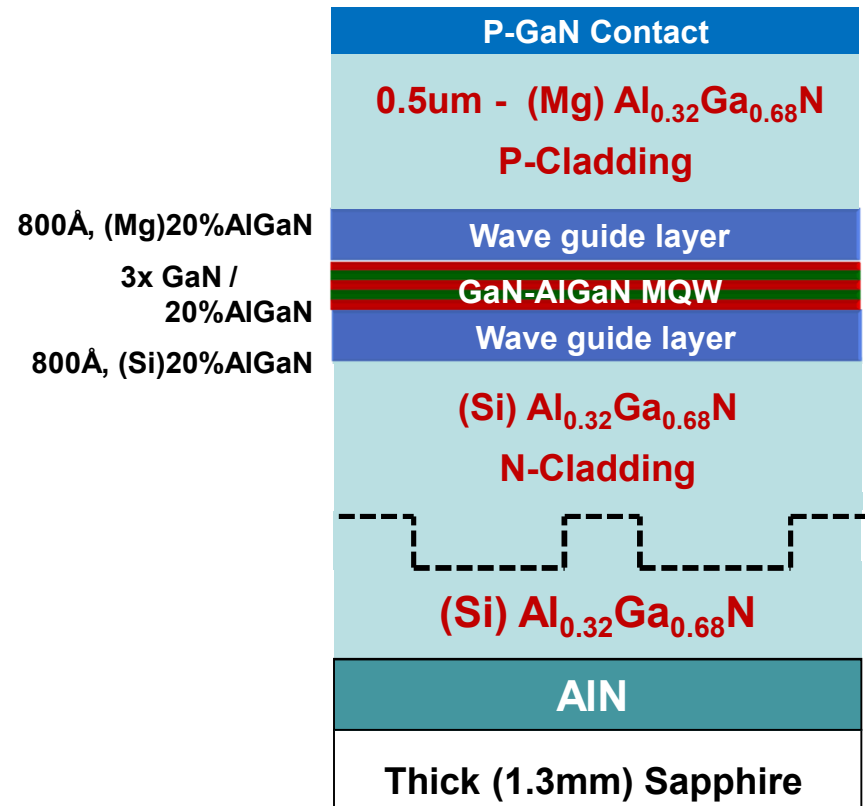 P-GaN Contact
0.5um - (Mg) Al0.32Ga0.68N
P-Cladding
800Å, (Mg)20%AlGaN
Wave guide layer
3x GaN /
20%AlGaN
GaN-AlGaN MQW
Wave guide layer
800Å, (Si)20%AlGaN
(Si) Al0.32Ga0.68N
N-Cladding
(Si) Al0.32Ga0.68N
AlN
Thick (1.3mm) Sapphire